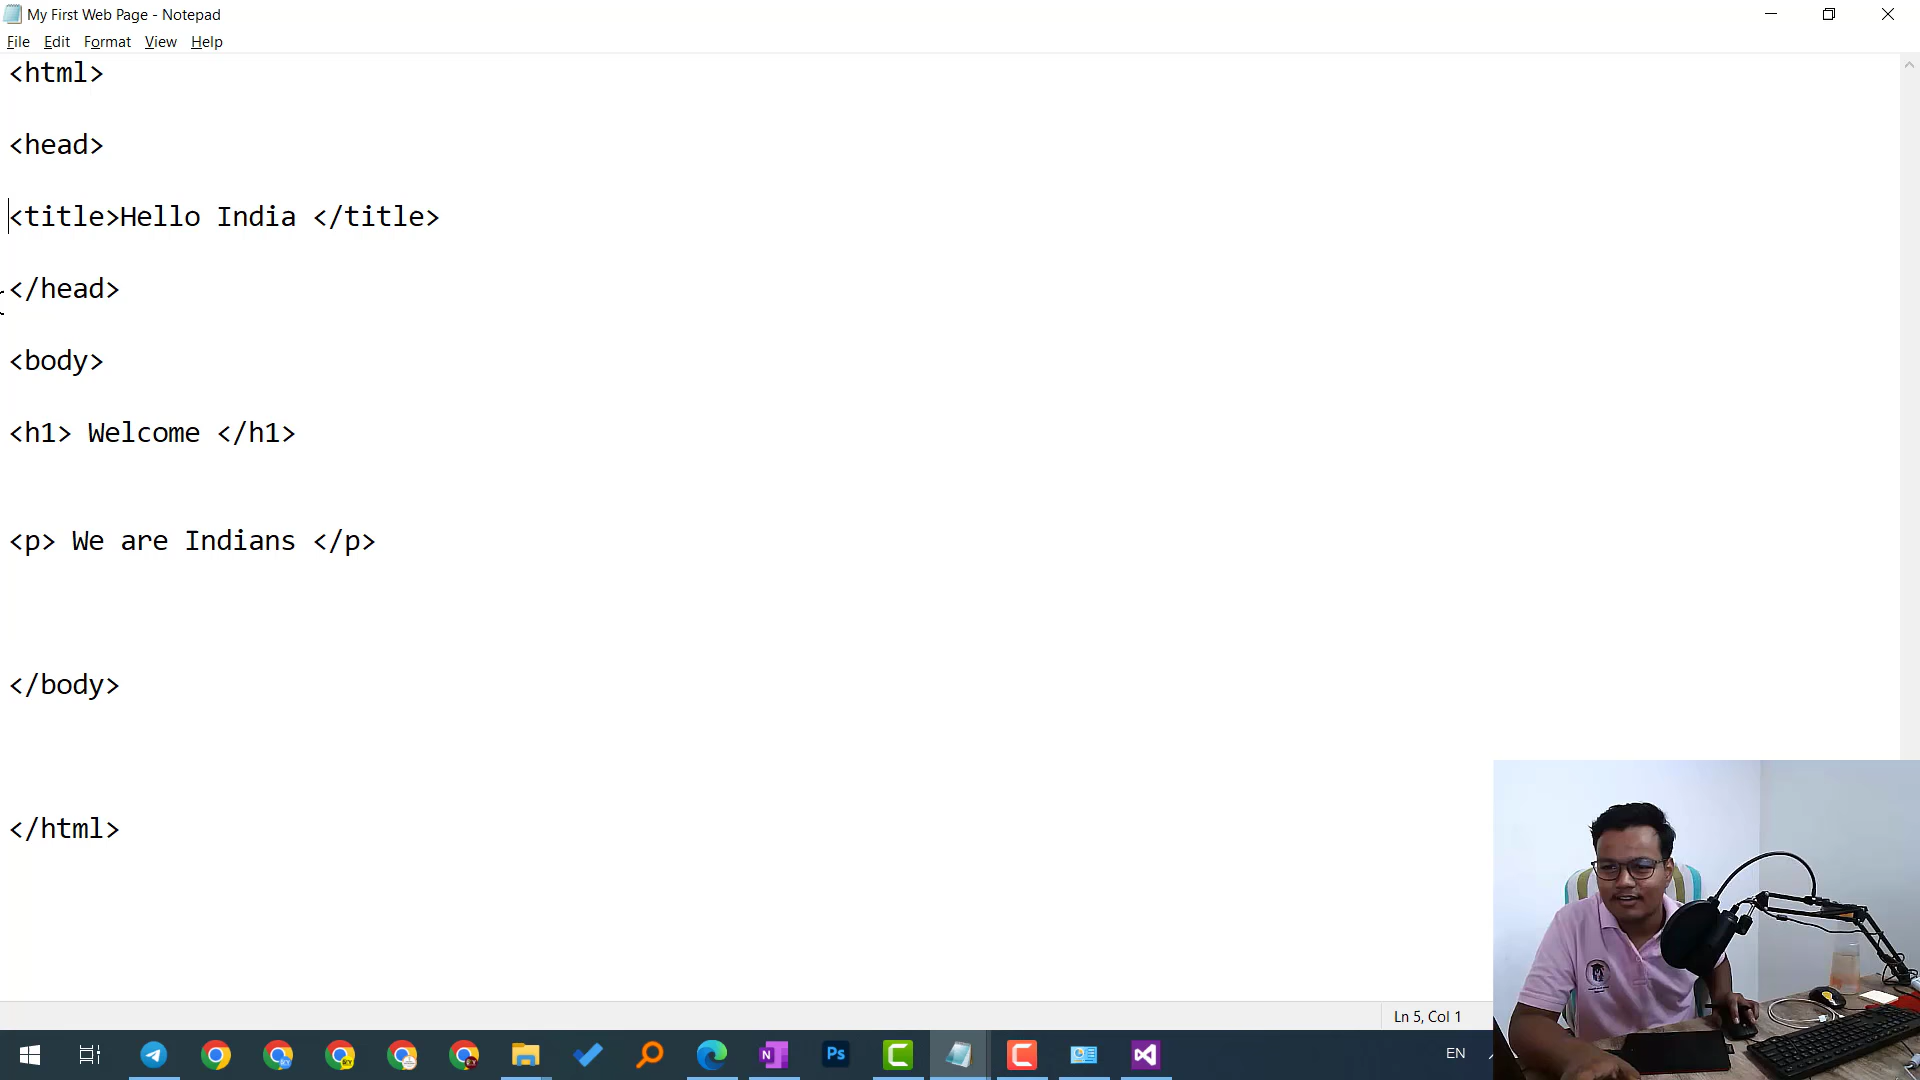 My First Web Page - Notepad
File Edit Format View Help
<html>
<head>
<title>Hello India </title>
</head>
<body>
<h1> Welcome </h1>
<p> We are Indians </p>
</body>
</html>
Ln 5, Col 1
N
Ps
EN